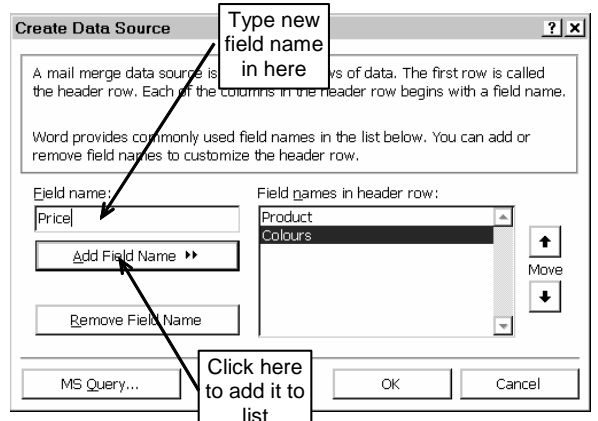 Create Data Source
Type new
field name
in here
A mail merge data source is ws of data. The first row is called
the header row. Each of the columns in the header row begins with a field name.
Word provides commonly used field names in the list below. You can add or
remove field names to customize the header row.
Field name:
Field names in header row:
Price
Product
Colours
Add Field Name
Move
Remove Field Name
Click here
to add it to
list
MS Query...
OK
Cancel